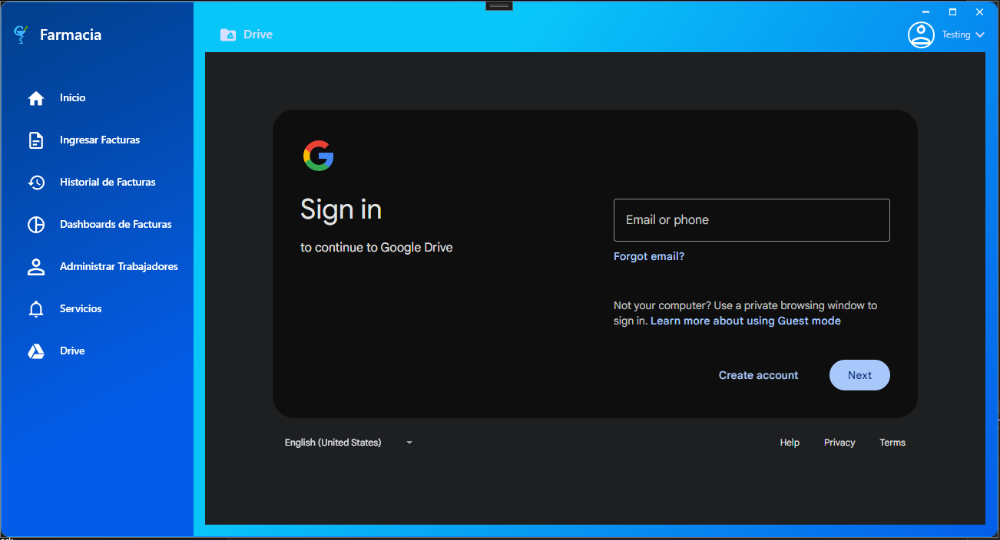 Farmacia
Drive
Testing
Inicio
Ingresar Facturas
Historial de Facturas
Dashboards de Facturas
Administrar Trabajadores
Servicios
Drive
Sign in
to continue to Google Drive
Email or phone
Forgot email?
Not your computer? Use a private browsing window to
sign in. Learn more about using Guest mode
Create account
Next
English (United States)
Help
Privacy
Terms